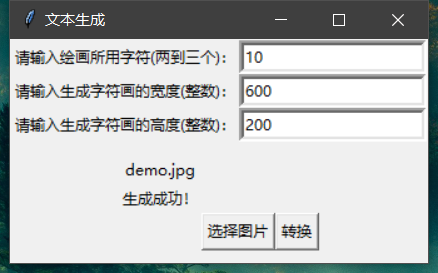 文本生成
请输入绘画所用字符(两到三个)： 10
请输入生成字符画的宽度(整数)： 600
请输入生成字符画的高度(整数)： 200
demo.jpg
生成成功!
选择图片 转换